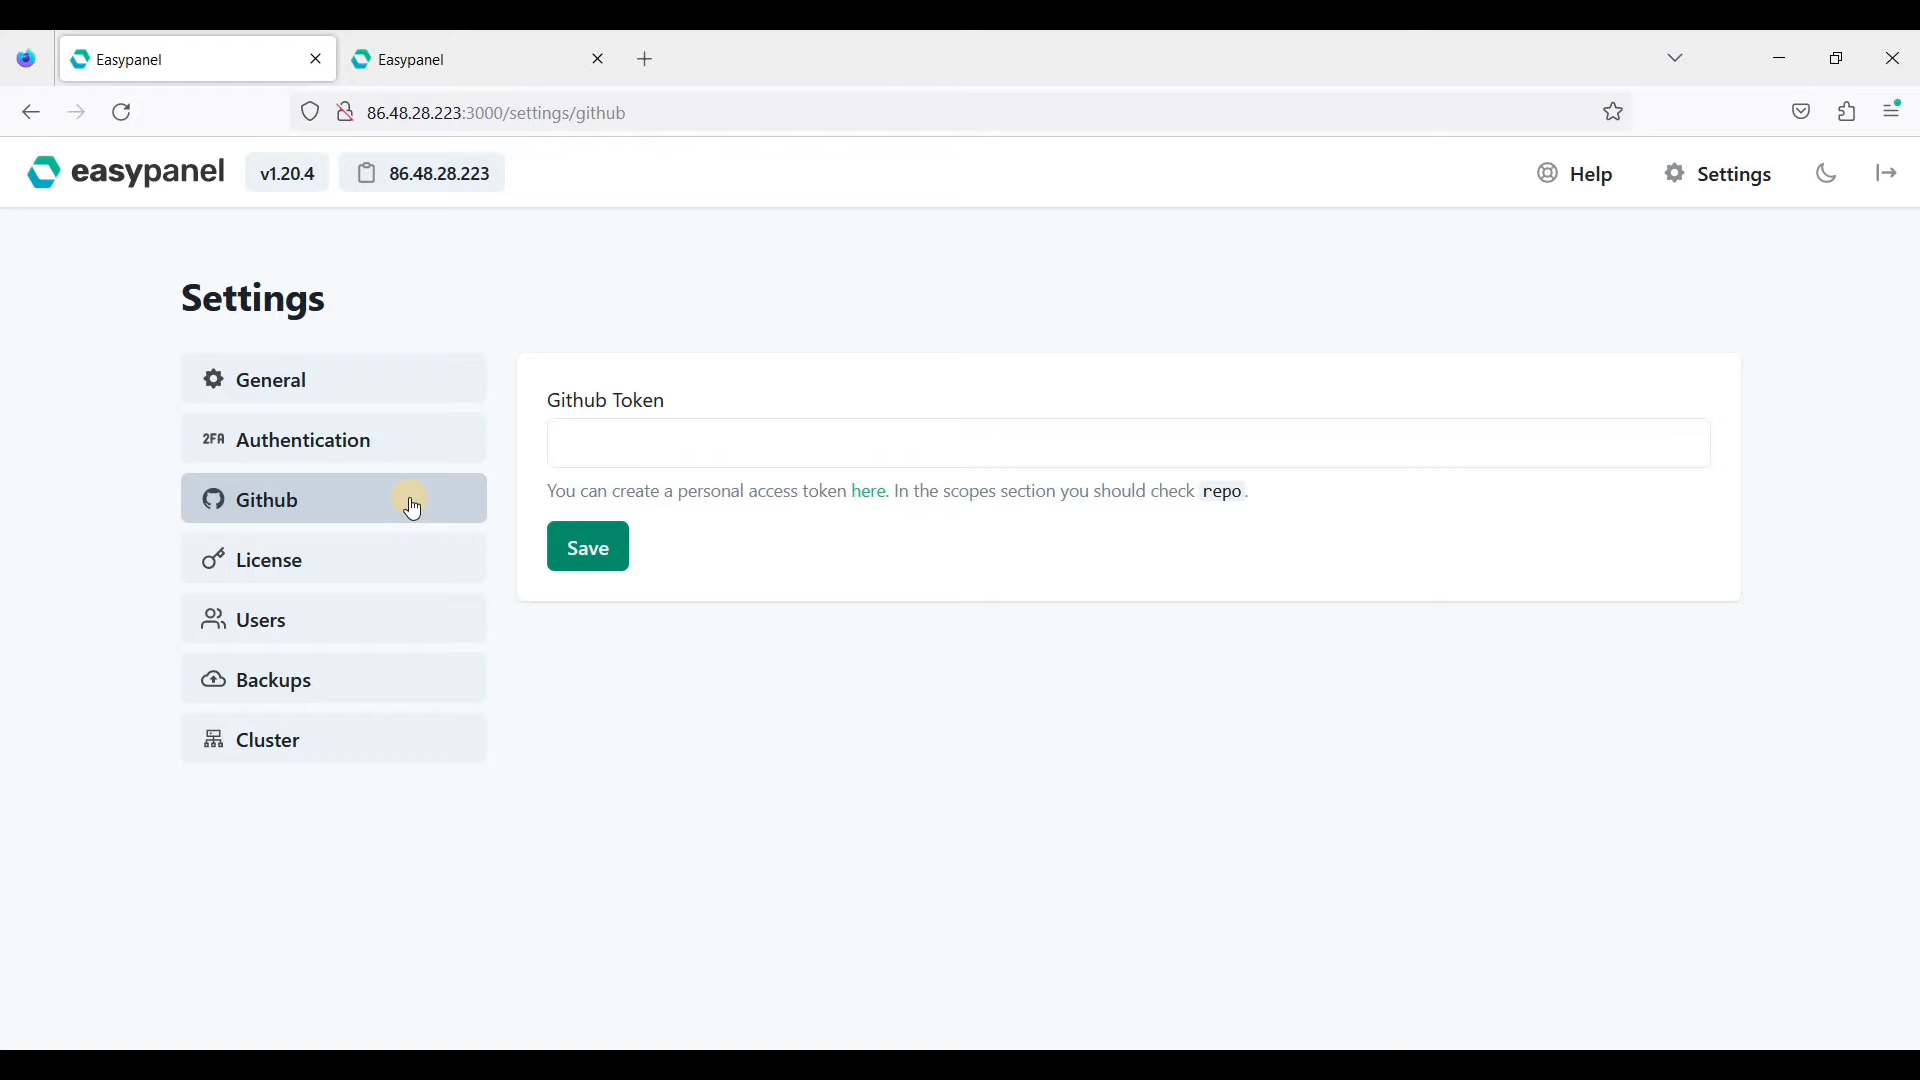 Easypanel
Easypanel
86.48.28.223:3000/settings/github
easypanel v1.20.4 86.48.28.223 Help Settings
Settings
General
2FA Authentication
Github
License
Users
Backups
Cluster
Github Token
You can create a personal access token here. In the scopes section you should check repo.
Save